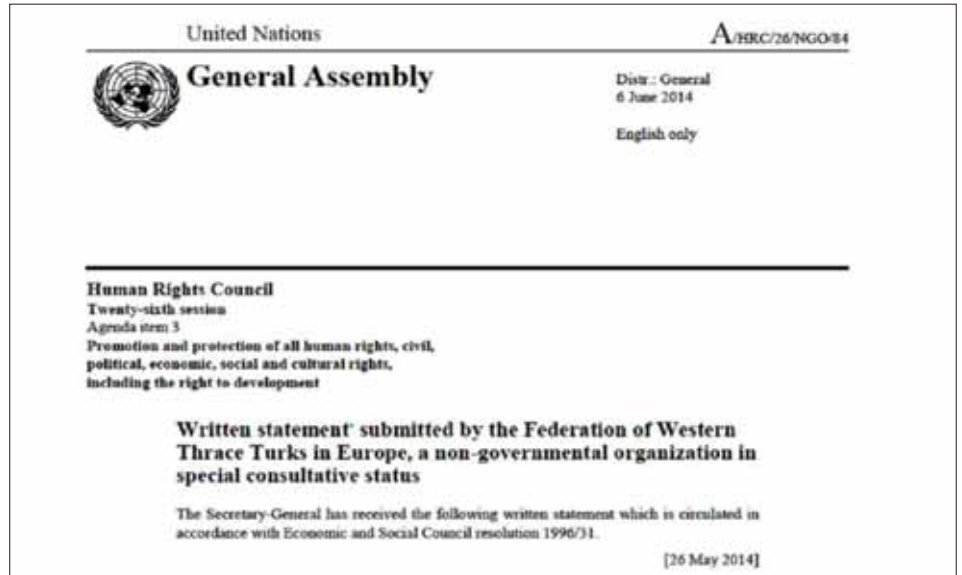 United Nations
A/HRC/26/NGO/84
General Assembly
Distr.: General
6 June 2014
English only
Human Rights Council
Twenty-sixth session
Agenda item 3
Promotion and protection of all human rights, civil,
political, economic, social and cultural rights,
including the right to development
Written statement* submitted by the Federation of Western
Thrace Turks in Europe, a non-governmental organization in
special consultative status
The Secretary-General has received the following written statement which is circulated in
accordance with Economic and Social Council resolution 1996/31.
[26 May 2014]